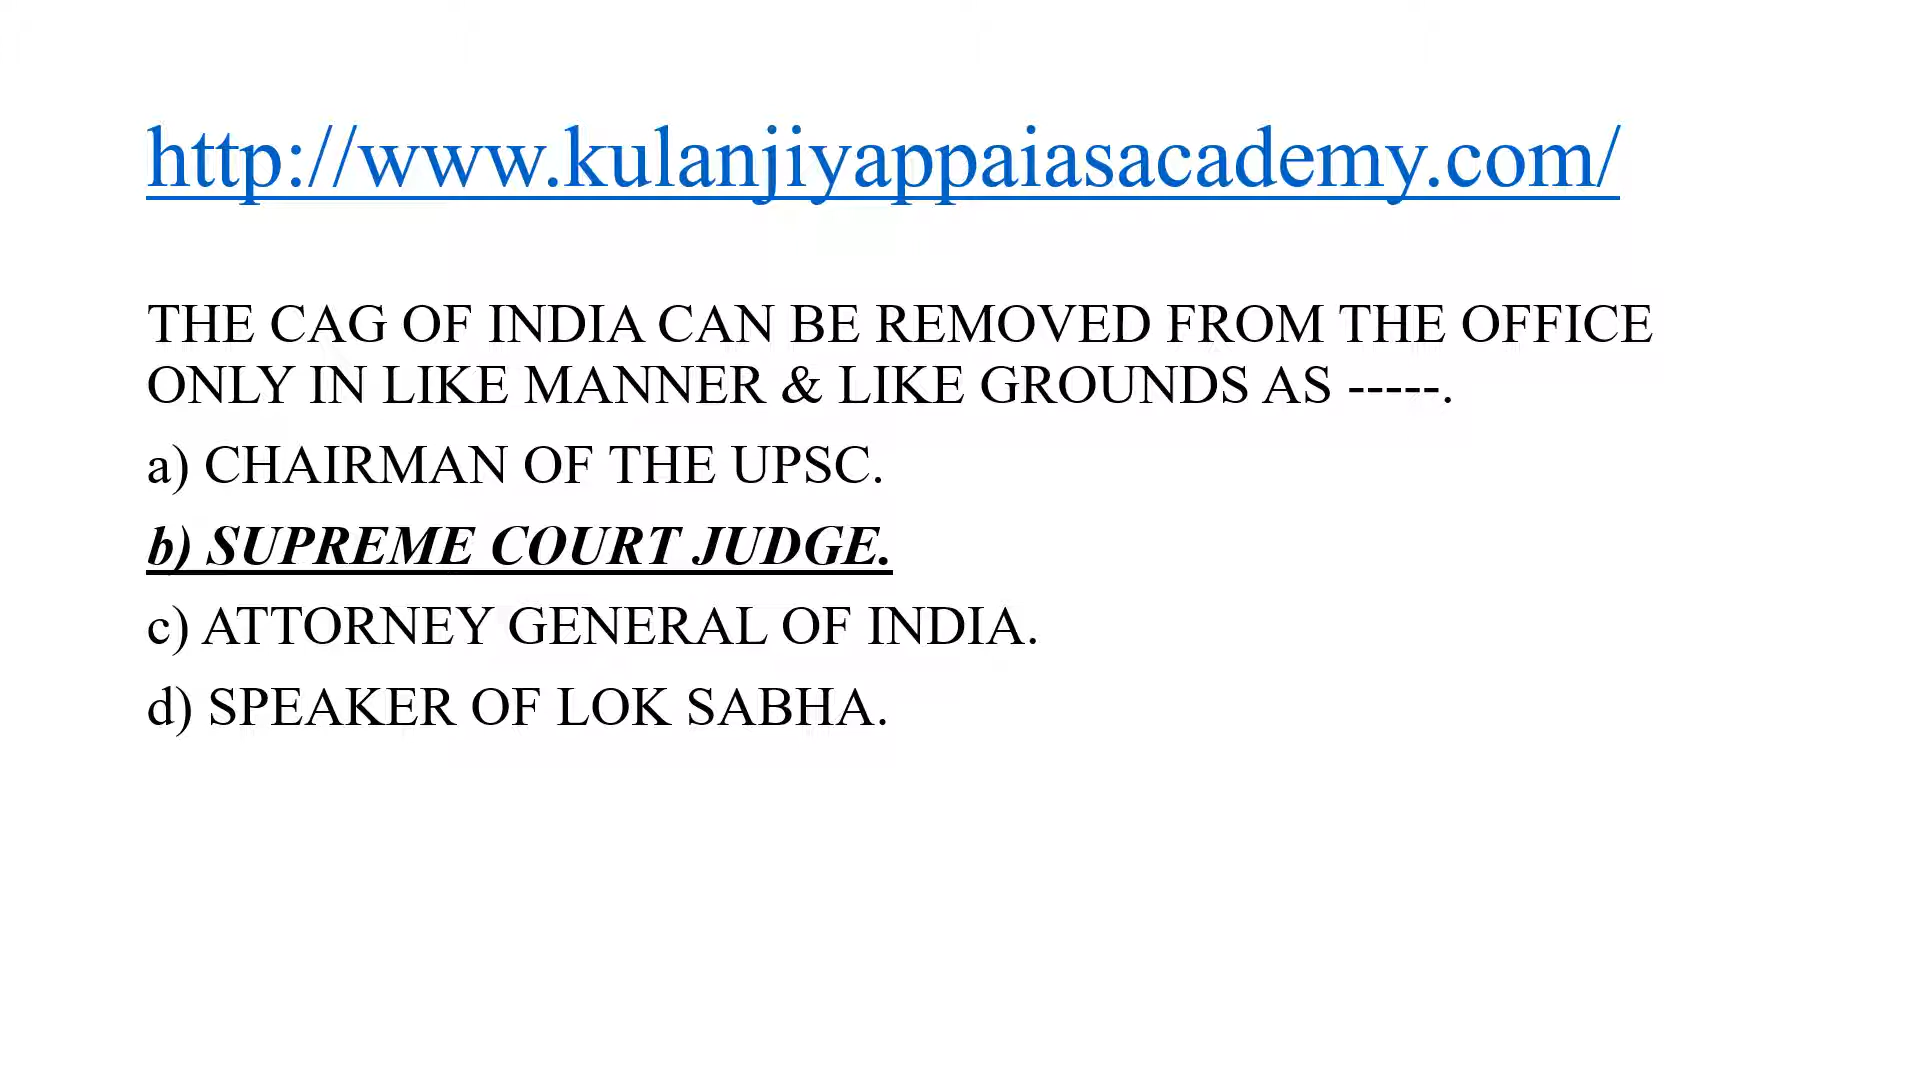 http://www.kulanjiyappaiasacademy.com/
THE CAG OF INDIA CAN BE REMOVED FROM THE OFFICE
ONLY IN LIKE MANNER & LIKE GROUNDS AS -----.
a) CHAIRMAN OF THE UPSC.
b) SUPREME COURT JUDGE.
c) ATTORNEY GENERAL OF INDIA.
d) SPEAKER OF LOK SABHA.